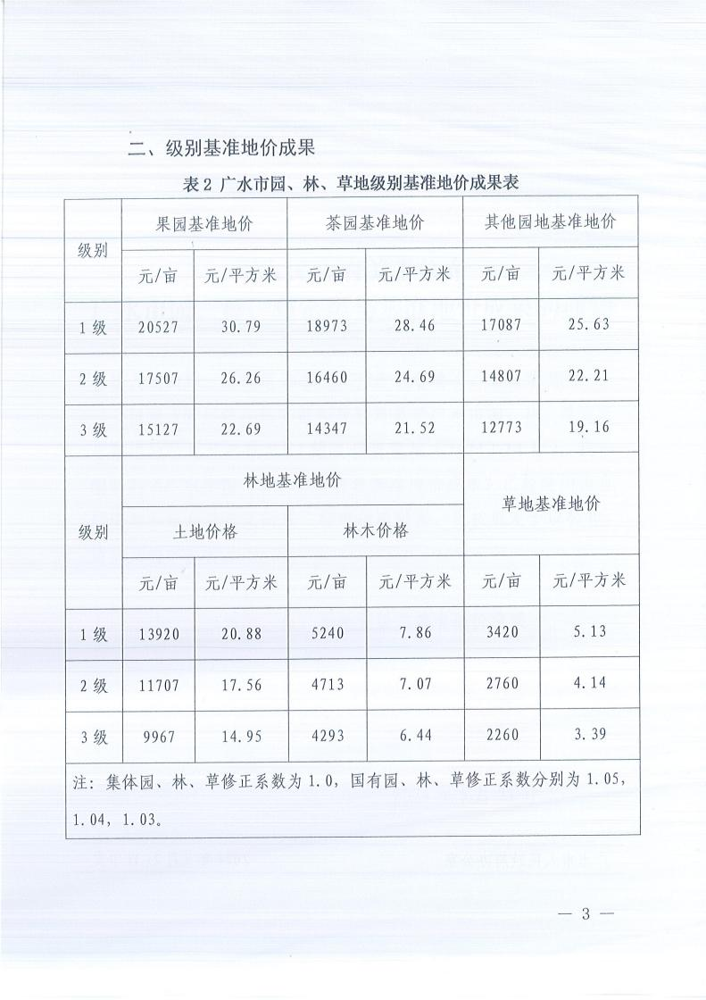 二、级别基准地价成果
表2 广水市园、林、草地级别基准地价成果表
级别 果园基准地价 茶园基准地价 其他园地基准地价
元/亩 元/平方米 元/亩 元/平方米 元/亩 元/平方米
1级 20527 30.79 18973 28.46 17087 25.63
2级 17507 26.26 16460 24.69 14807 22.21
3级 15127 22.69 14347 21.52 12773 19.16
级别 林地基准地价 草地基准地价
土地价格 林木价格
元/亩 元/平方米 元/亩 元/平方米 元/亩 元/平方米
1级 13920 20.88 5240 7.86 3420 5.13
2级 11707 17.56 4713 7.07 2760 4.14
3级 9967 14.95 4293 6.44 2260 3.39
注：集体园、林、草修正系数为1.0，国有园、林、草修正系数分别为1.05，
1.04，1.03。
— 3 —